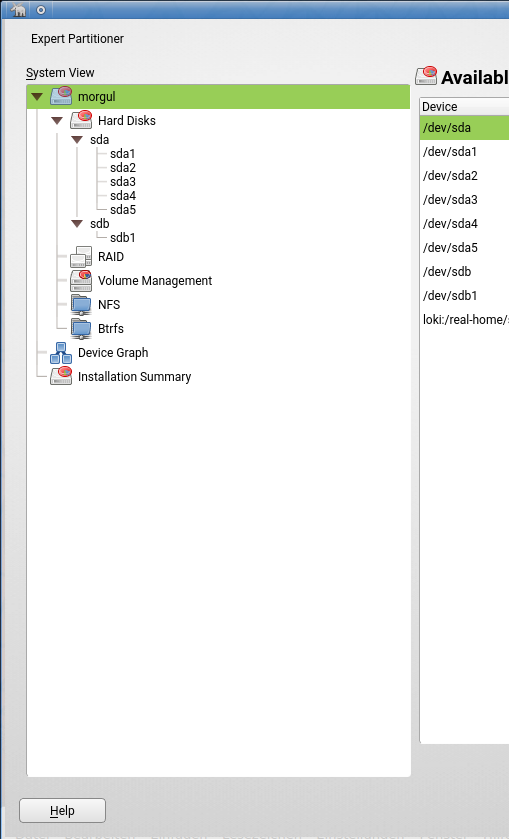 Expert Partitioner
System View
morgul
Hard Disks
sda
sda1
sda2
sda3
sda4
sda5
sdb
sdb1
RAID
Volume Management
NFS
Btrfs
Device Graph
Installation Summary
Availabl
Device
/dev/sda
/dev/sda1
/dev/sda2
/dev/sda3
/dev/sda4
/dev/sda5
/dev/sdb
/dev/sdb1
loki:/real-home/
Help